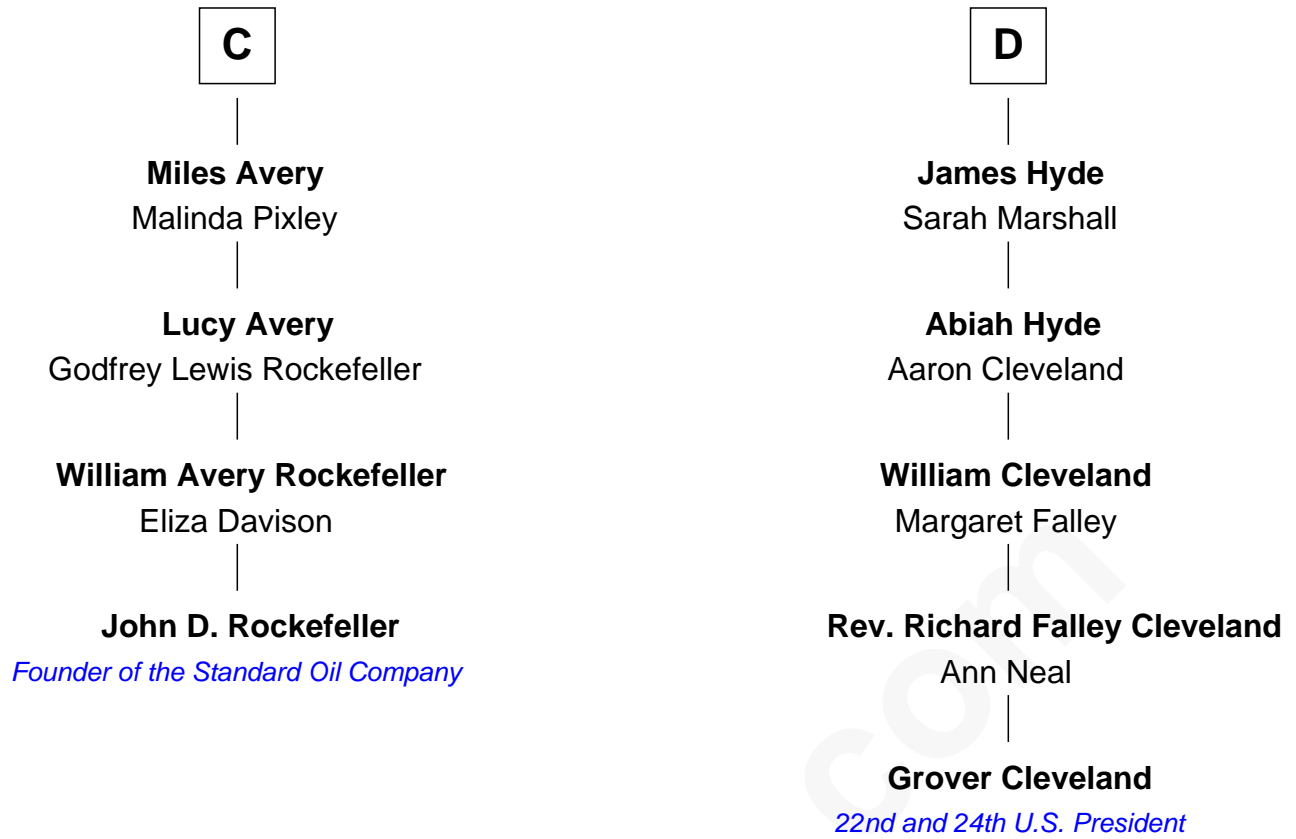 C
Miles Avery
Malinda Pixley
Lucy Avery
Godfrey Lewis Rockefeller
William Avery Rockefeller
Eliza Davison
John D. Rockefeller
Founder of the Standard Oil Company
D
James Hyde
Sarah Marshall
Abiah Hyde
Aaron Cleveland
William Cleveland
Margaret Falley
Rev. Richard Falley Cleveland
Ann Neal
Grover Cleveland
22nd and 24th U.S. President
com